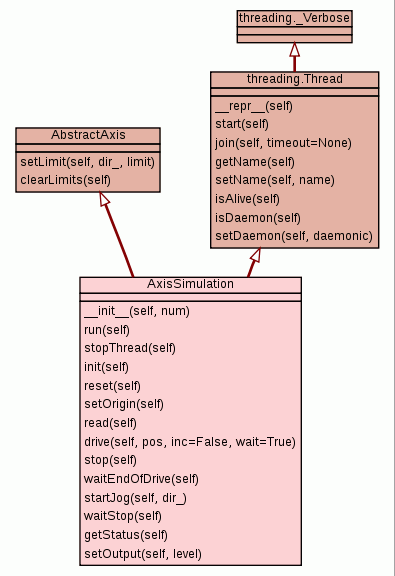 threading._Verbose
threading.Thread
__repr__(self)
start(self)
join(self, timeout=None)
getName(self)
setName(self, name)
isAlive(self)
isDaemon(self)
setDaemon(self, daemonic)
AbstractAxis
setLimit(self, dir_, limit)
clearLimits(self)
AxisSimulation
__init__(self, num)
run(self)
stopThread(self)
init(self)
reset(self)
setOrigin(self)
read(self)
drive(self, pos, inc=False, wait=True)
stop(self)
waitEndOfDrive(self)
startJog(self, dir_)
waitStop(self)
getStatus(self)
setOutput(self, level)